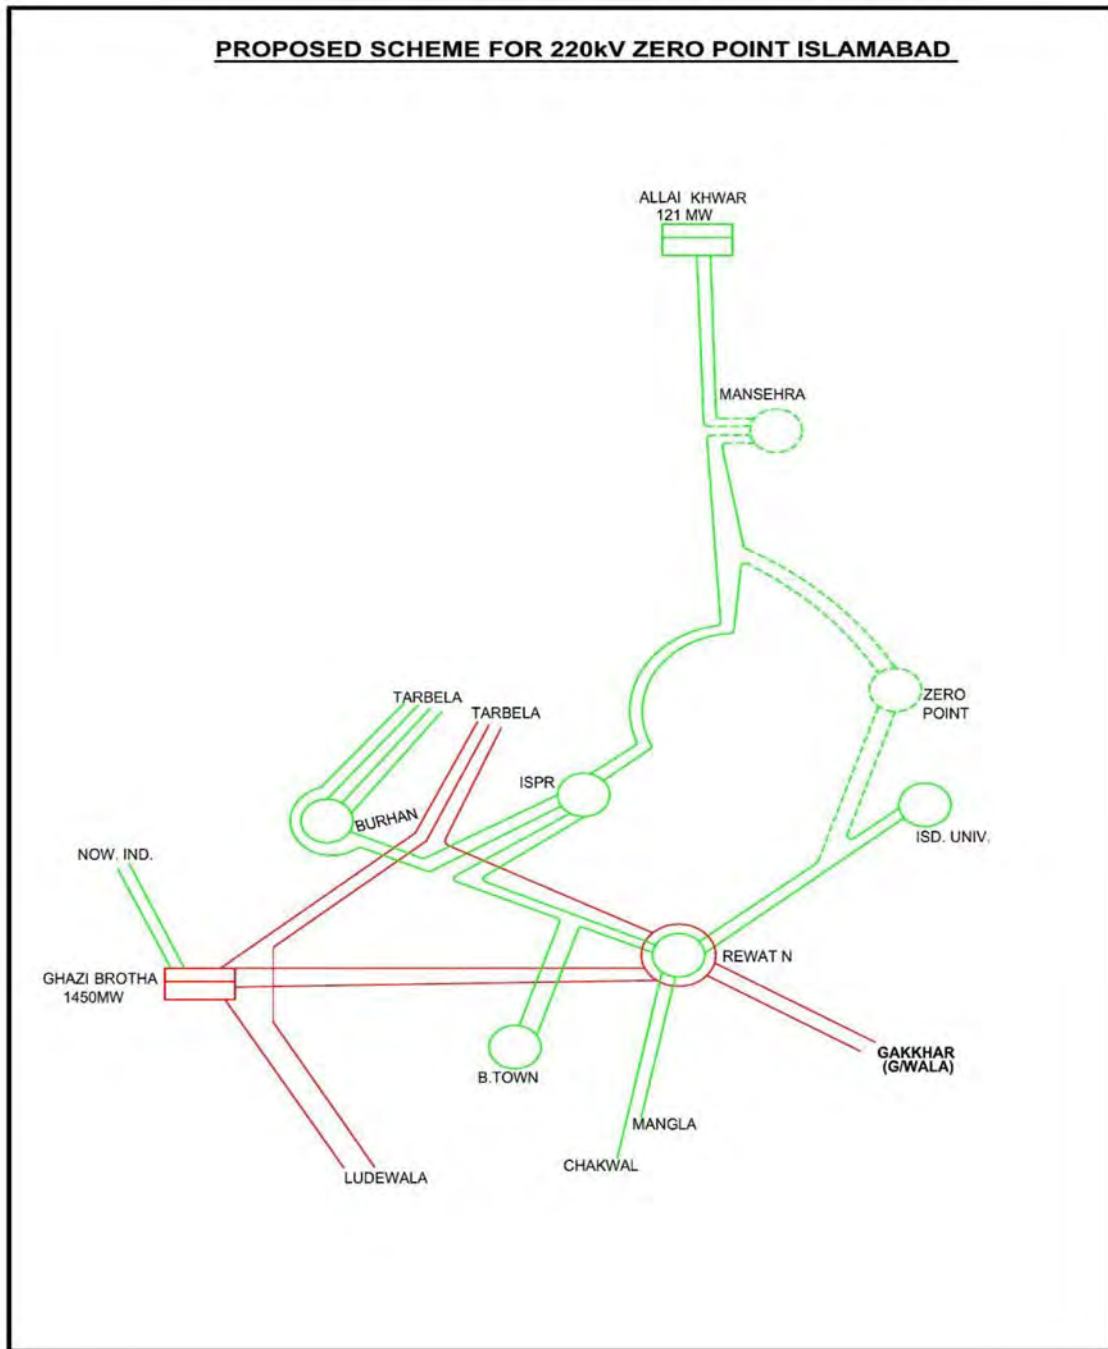 PROPOSED SCHEME FOR 220kV ZERO POINT ISLAMABAD
ALLAI KHWAR
121 MW
MANSEHRA
ZERO
POINT
TARBELA
TARBELA
ISPR
BURHAN
ISD. UNIV.
NOW. IND.
REWAT N
GHAZI BROTHA
1450MW
GAKKHAR
(G/WALA)
B.TOWN
MANGLA
CHAKWAL
LUDEWALA